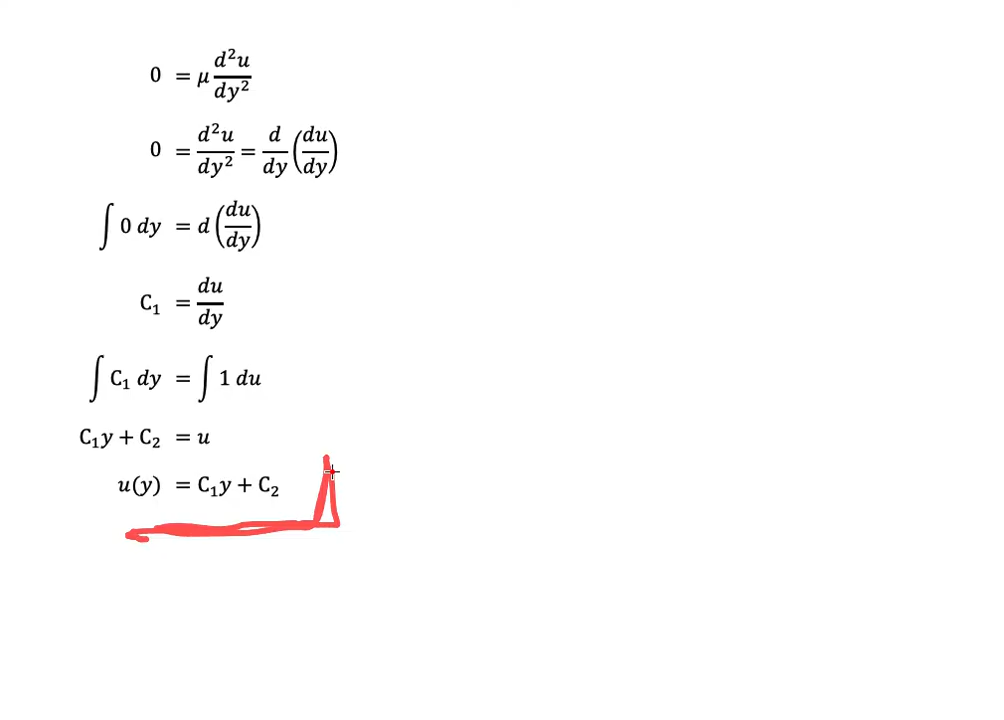 0 = μ d²u/dy²
0 = d²u/dy² = d/dy (du/dy)
∫ 0 dy = d (du/dy)
C₁ = du/dy
∫ C₁ dy = ∫ 1 du
C₁y + C₂ = u
u(y) = C₁y + C₂